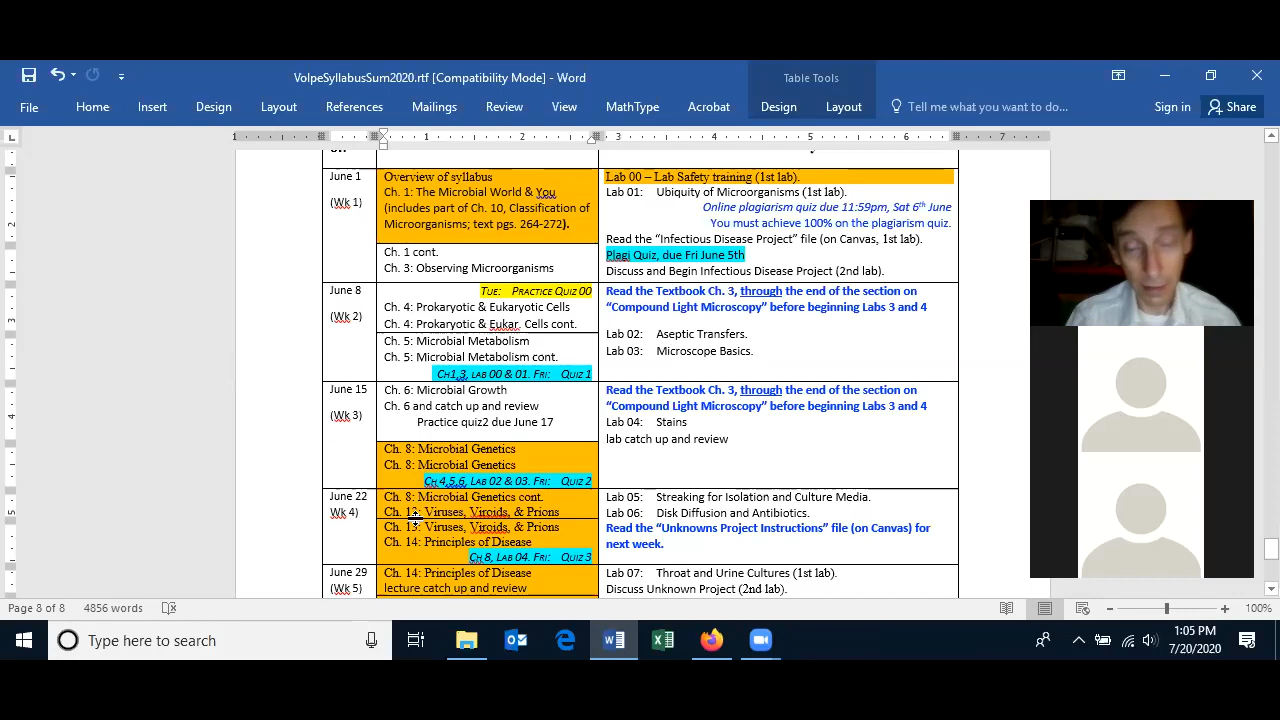 VolpeSyllabusSum2020.rtf [Compatibility Mode] - Word
Table Tools
File Home Insert Design Layout References Mailings Review View MathType Acrobat Design Layout Tell me what you want to do... Sign in Share
1 1 2 3 4 5 6 7
June 1
(Wk 1)
Overview of syllabus
Ch. 1: The Microbial World & You
(includes part of Ch. 10, Classification of
Microorganisms; text pgs. 264-272).
Ch. 1 cont.
Ch. 3: Observing Microorganisms
Lab 00 – Lab Safety training (1st lab).
Lab 01: Ubiquity of Microorganisms (1st lab).
Online plagiarism quiz due 11:59pm, Sat 6th June
You must achieve 100% on the plagiarism quiz.
Read the “Infectious Disease Project” file (on Canvas, 1st lab).
Plagi Quiz, due Fri June 5th
Discuss and Begin Infectious Disease Project (2nd lab).
June 8
(Wk 2)
TUE: PRACTICE QUIZ 00
Ch. 4: Prokaryotic & Eukaryotic Cells
Ch. 4: Prokaryotic & Eukar. Cells cont.
Ch. 5: Microbial Metabolism
Ch. 5: Microbial Metabolism cont.
CH1,3, LAB 00 & 01. FRI: QUIZ 1
Read the Textbook Ch. 3, through the end of the section on
“Compound Light Microscopy” before beginning Labs 3 and 4
Lab 02: Aseptic Transfers.
Lab 03: Microscope Basics.
June 15
(Wk 3)
Ch. 6: Microbial Growth
Ch. 6 and catch up and review
Practice quiz2 due June 17
Ch. 8: Microbial Genetics
Ch. 8: Microbial Genetics
CH 4,5,6, LAB 02 & 03. FRI: QUIZ 2
Read the Textbook Ch. 3, through the end of the section on
“Compound Light Microscopy” before beginning Labs 3 and 4
Lab 04: Stains
lab catch up and review
June 22
Wk 4)
Ch. 8: Microbial Genetics cont.
Ch. 13: Viruses, Viroids, & Prions
Ch. 13: Viruses, Viroids, & Prions
Ch. 14: Principles of Disease
CH 8, LAB 04. FRI: QUIZ 3
Lab 05: Streaking for Isolation and Culture Media.
Lab 06: Disk Diffusion and Antibiotics.
Read the “Unknowns Project Instructions” file (on Canvas) for
next week.
June 29
(Wk 5)
Ch. 14: Principles of Disease
lecture catch up and review
Lab 07: Throat and Urine Cultures (1st lab).
Discuss Unknown Project (2nd lab).
Page 8 of 8 4856 words 100%
Type here to search
1:05 PM
7/20/2020